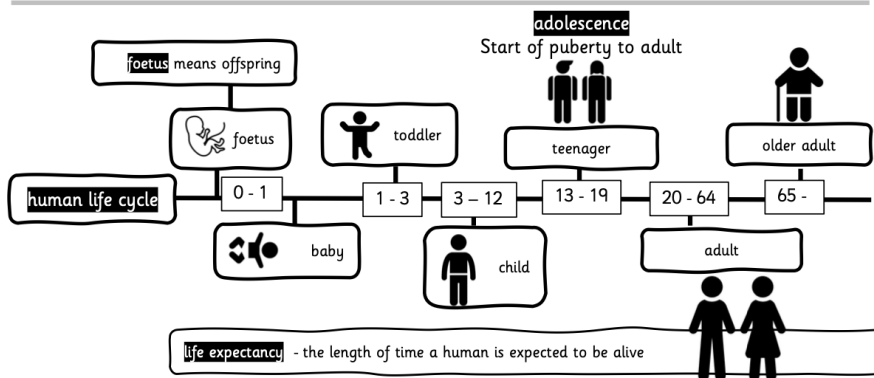 adolescence
Start of puberty to adult
foetus means offspring
foetus
toddler
teenager
older adult
human life cycle
0 - 1
1 - 3
3 – 12
13 - 19
20 - 64
65 -
baby
child
adult
life expectancy - the length of time a human is expected to be alive